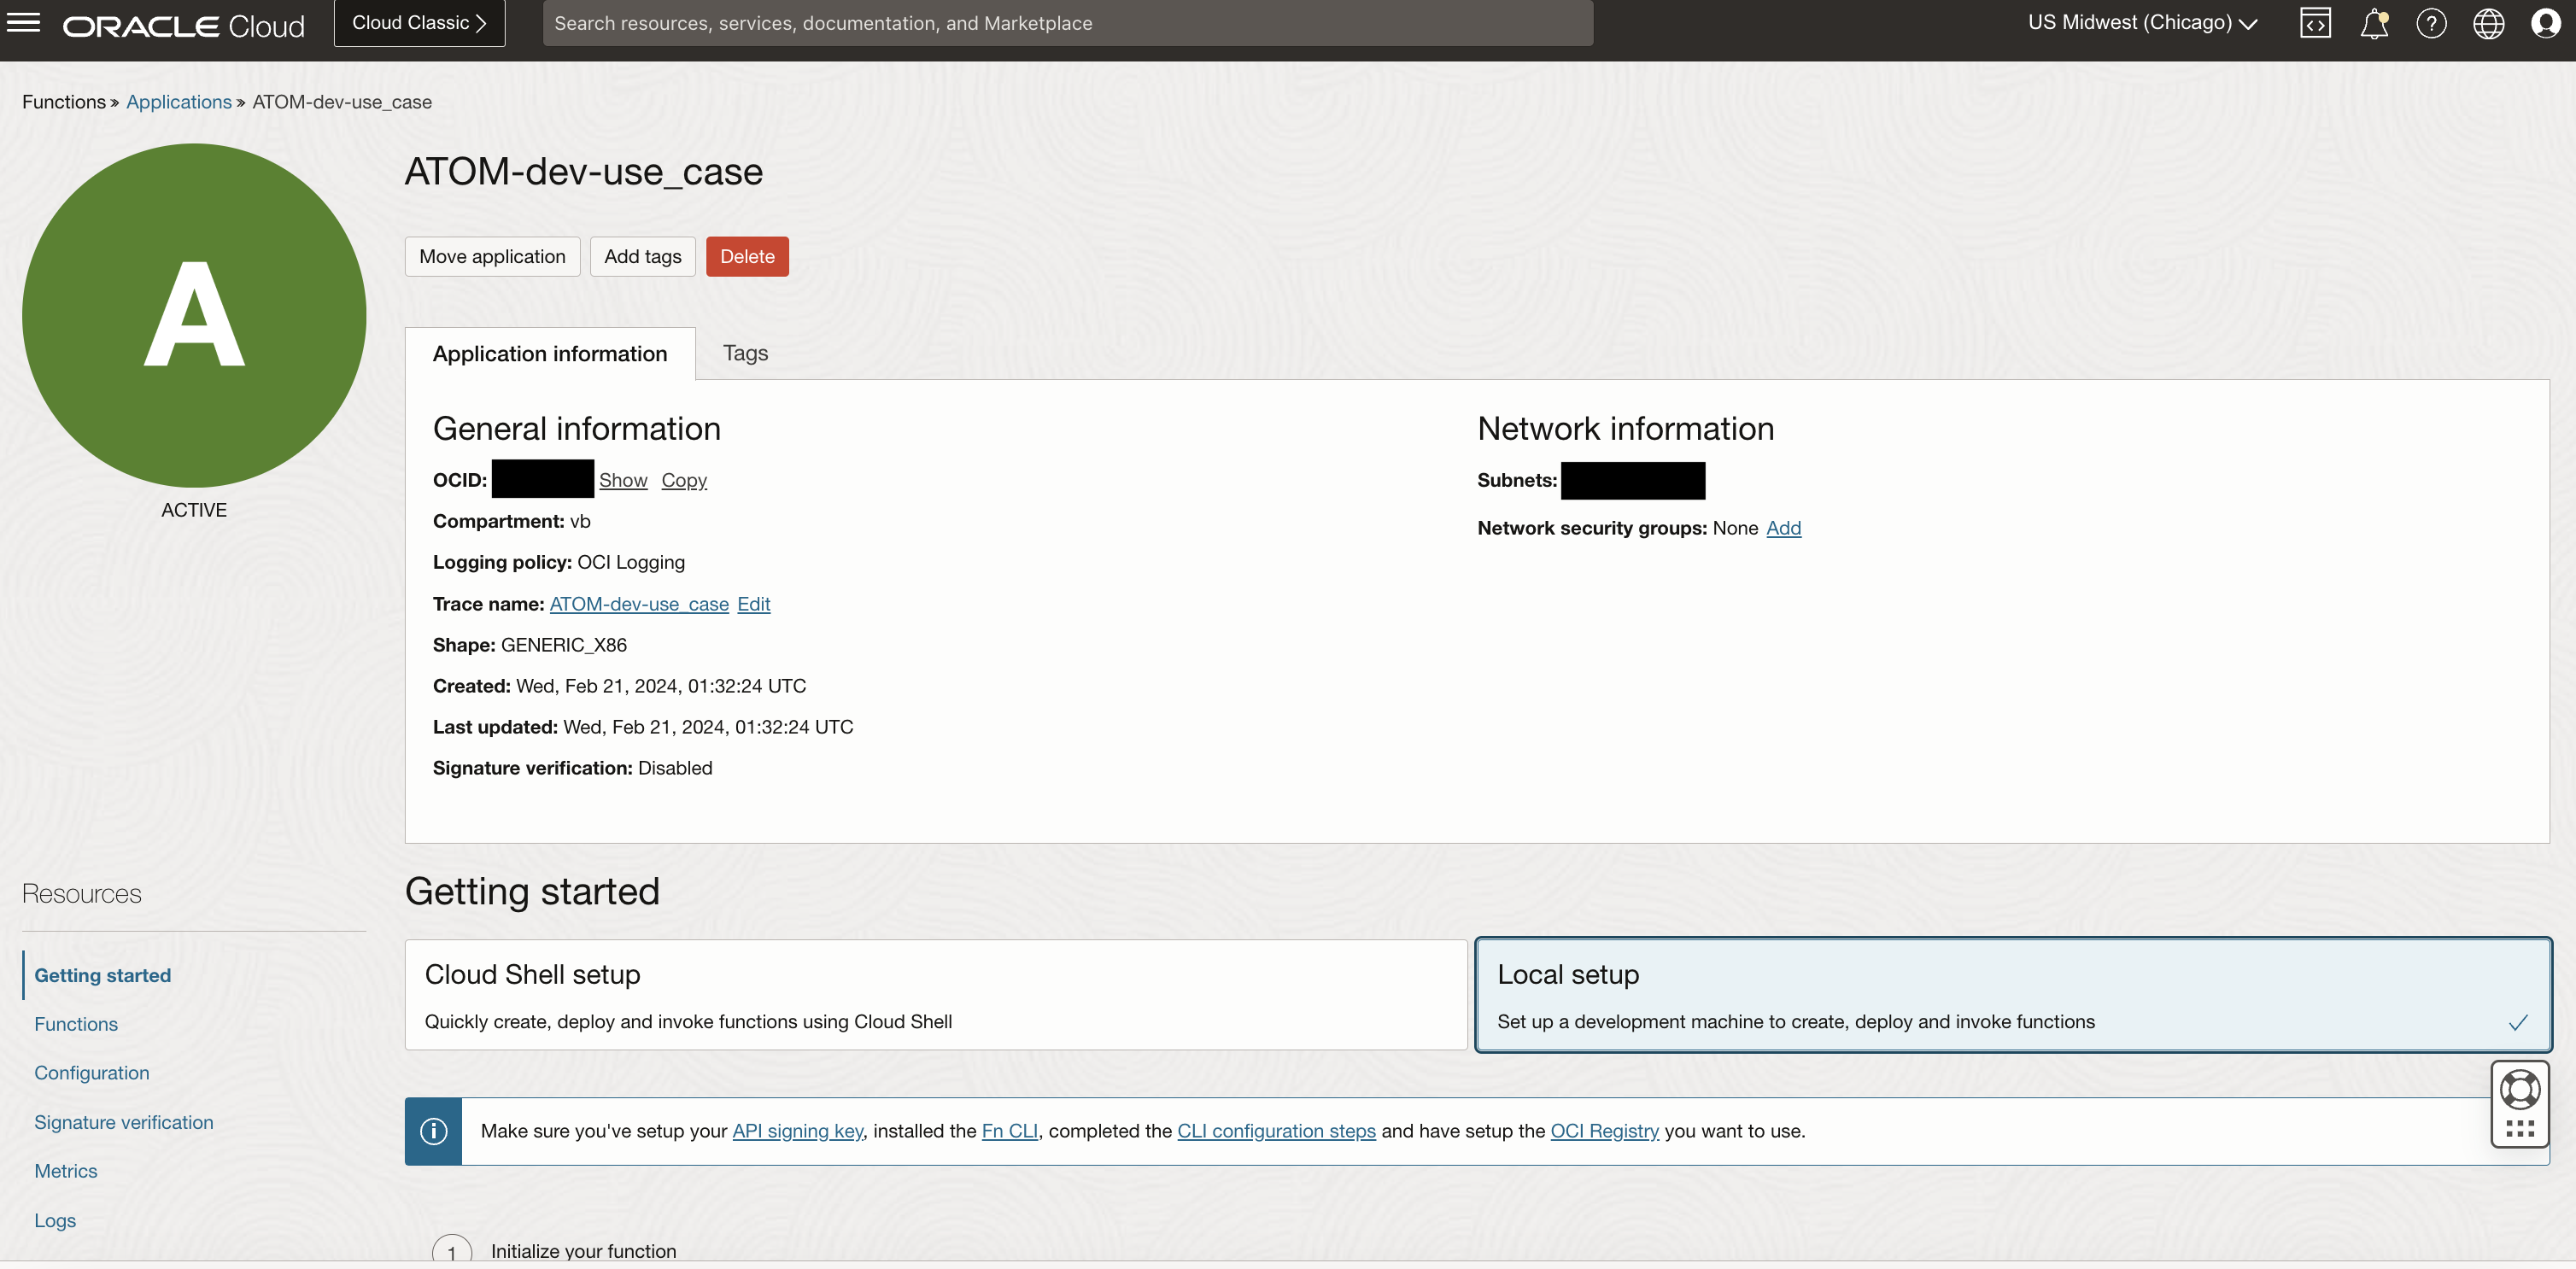 ORACLE Cloud
Cloud Classic
Search resources, services, documentation, and Marketplace
US Midwest (Chicago)
Functions » Applications » ATOM-dev-use_case
A
ACTIVE
ATOM-dev-use_case
Move application
Add tags
Delete
Application information
Tags
General information
OCID: Show Copy
Compartment: vb
Logging policy: OCI Logging
Trace name: ATOM-dev-use_case Edit
Shape: GENERIC_X86
Created: Wed, Feb 21, 2024, 01:32:24 UTC
Last updated: Wed, Feb 21, 2024, 01:32:24 UTC
Signature verification: Disabled
Network information
Subnets:
Network security groups: None Add
Resources
Getting started
Functions
Configuration
Signature verification
Metrics
Logs
Getting started
Cloud Shell setup
Quickly create, deploy and invoke functions using Cloud Shell
Local setup
Set up a development machine to create, deploy and invoke functions
Make sure you've setup your API signing key, installed the Fn CLI, completed the CLI configuration steps and have setup the OCI Registry you want to use.
1 Initialize your function